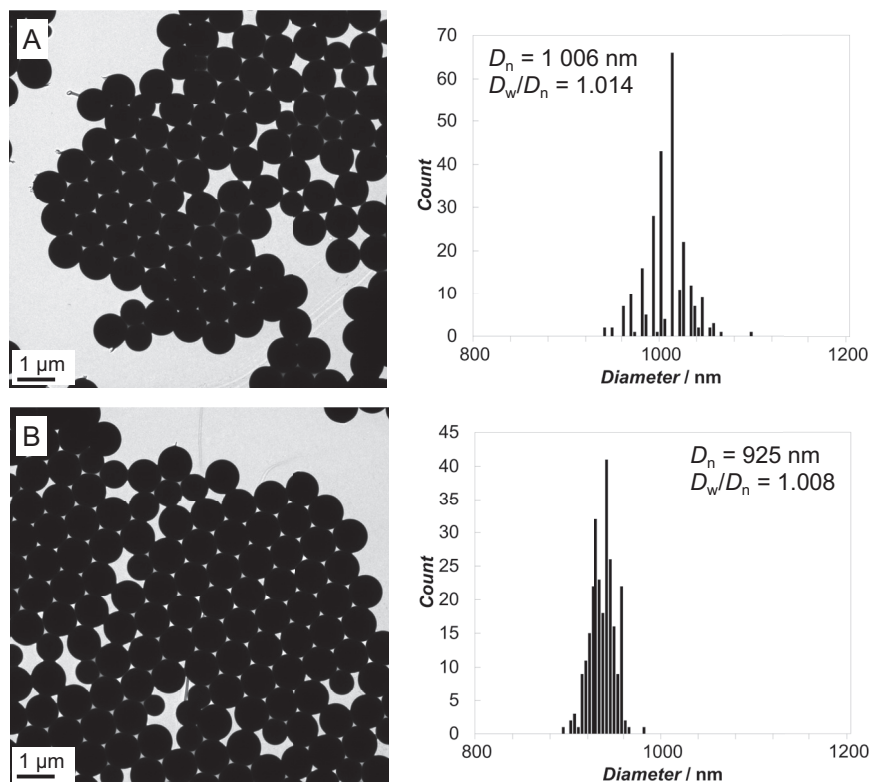 A
1 μm
D_n = 1 006 nm
D_w/D_n = 1.014
Count
70
60
50
40
30
20
10
0
800
1000
1200
Diameter / nm
B
1 μm
D_n = 925 nm
D_w/D_n = 1.008
Count
45
40
35
30
25
20
15
10
5
0
800
1000
1200
Diameter / nm